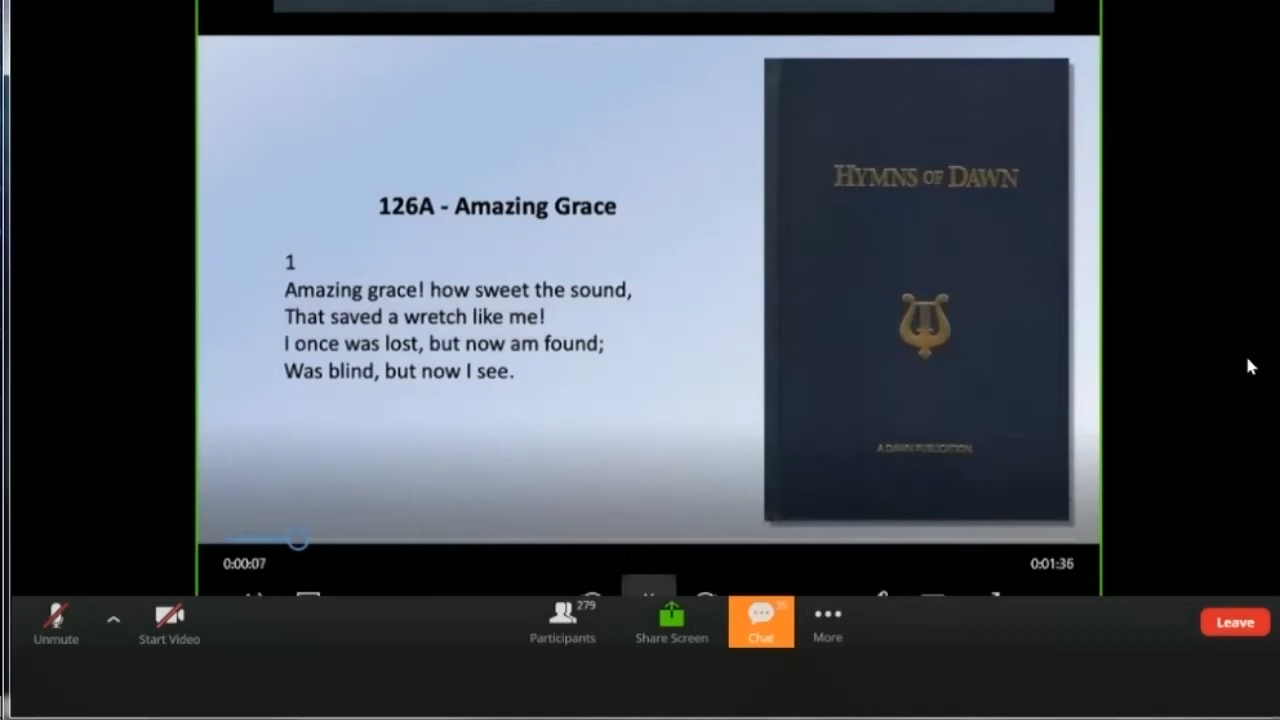 HYMNS OF DAWN
126A - Amazing Grace
1
Amazing grace! how sweet the sound,
That saved a wretch like me!
I once was lost, but now am found;
Was blind, but now I see.
A DAWN PUBLICATION
0:00:07
0:01:36
279
35
Unmute
Start Video
Participants
Share Screen
Chat
More
Leave